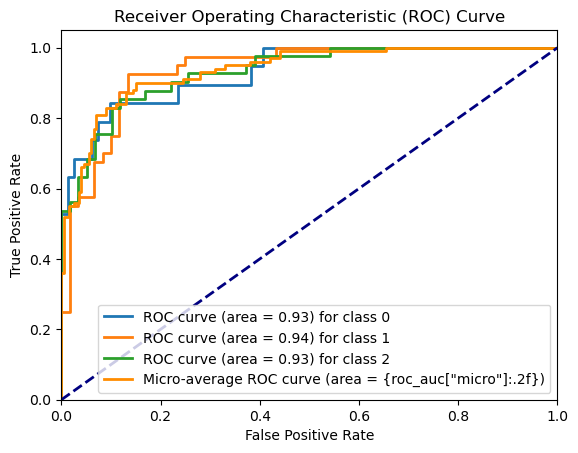 Receiver Operating Characteristic (ROC) Curve
1.0
0.8
0.6
0.4
0.2
0.0
True Positive Rate
ROC curve (area = 0.93) for class 0
ROC curve (area = 0.94) for class 1
ROC curve (area = 0.93) for class 2
Micro-average ROC curve (area = {roc_auc["micro"]:.2f})
0.0 0.2 0.4 0.6 0.8 1.0
False Positive Rate